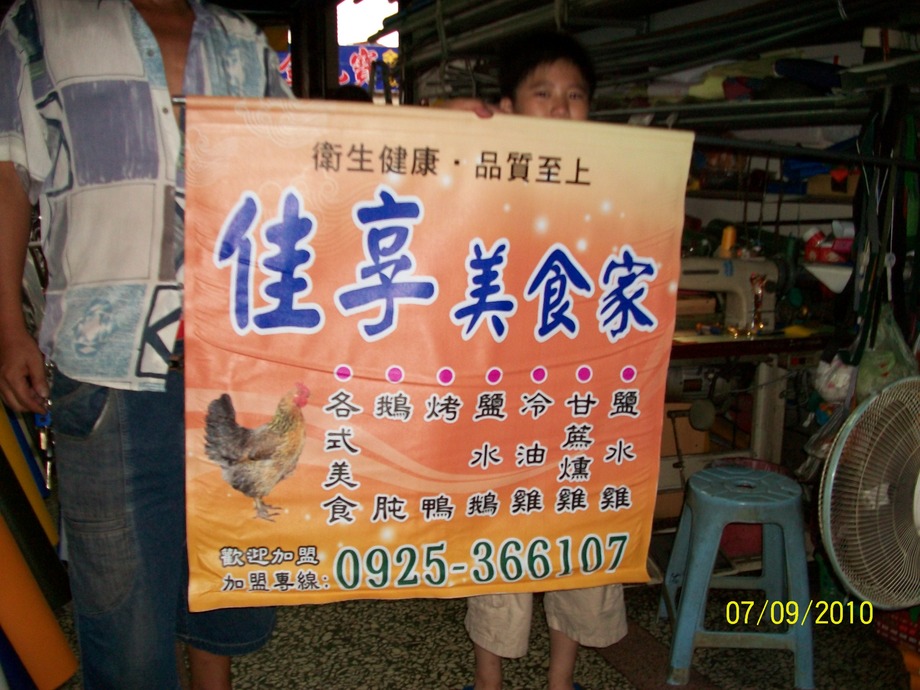 衛生健康・品質至上
佳享美食家
鹽水雞
甘蔗燻雞
冷油雞
鹽水鵝
烤鴨
鵝肫
各式美食
歡迎加盟
加盟專線:0925-366107
07/09/2010